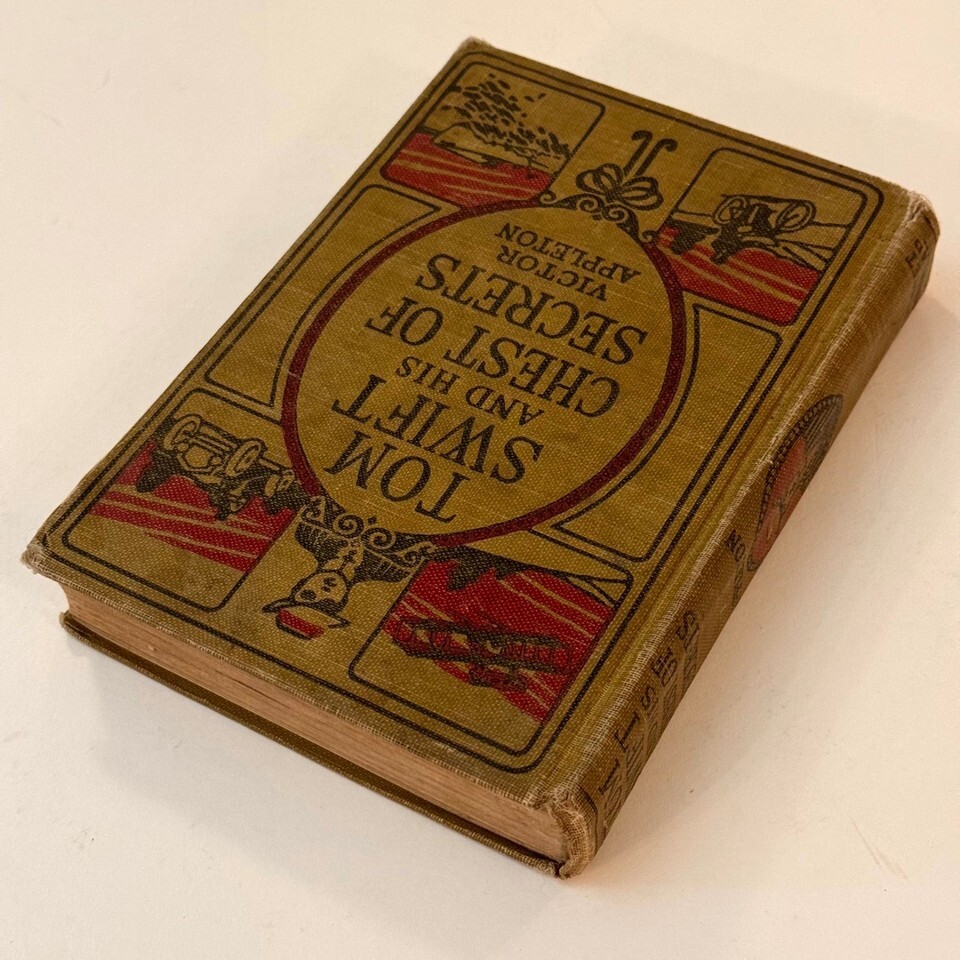 TOM
SWIFT
AND HIS
CHEST OF
SECRETS
VICTOR
APPLETON